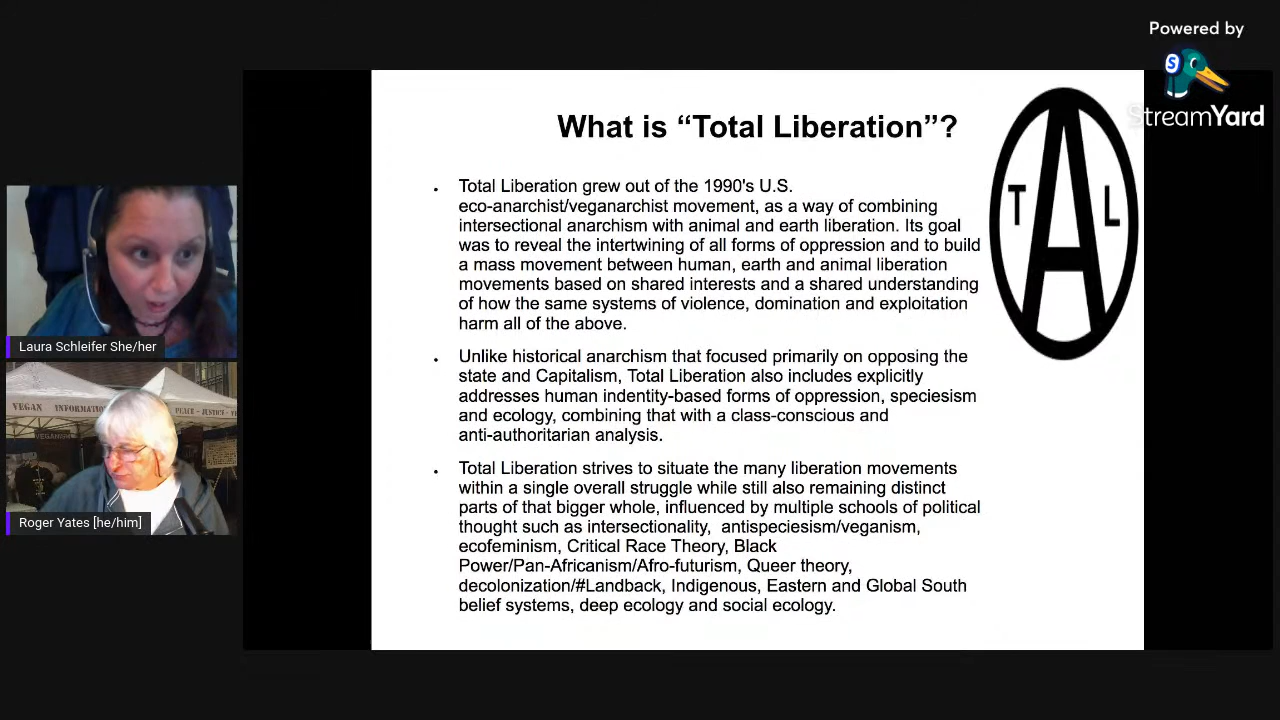 Powered by
StreamYard
What is “Total Liberation”?
T A L
Total Liberation grew out of the 1990's U.S.
eco-anarchist/veganarchist movement, as a way of combining
intersectional anarchism with animal and earth liberation. Its goal
was to reveal the intertwining of all forms of oppression and to build
a mass movement between human, earth and animal liberation
movements based on shared interests and a shared understanding
of how the same systems of violence, domination and exploitation
harm all of the above.
Unlike historical anarchism that focused primarily on opposing the
state and Capitalism, Total Liberation also includes explicitly
addresses human indentity-based forms of oppression, speciesism
and ecology, combining that with a class-conscious and
anti-authoritarian analysis.
Total Liberation strives to situate the many liberation movements
within a single overall struggle while still also remaining distinct
parts of that bigger whole, influenced by multiple schools of political
thought such as intersectionality, antispeciesism/veganism,
ecofeminism, Critical Race Theory, Black
Power/Pan-Africanism/Afro-futurism, Queer theory,
decolonization/#Landback, Indigenous, Eastern and Global South
belief systems, deep ecology and social ecology.
Laura Schleifer She/her
VEGAN INFORMATION
PEACE - JUSTICE
VEGANISM
Roger Yates [he/him]